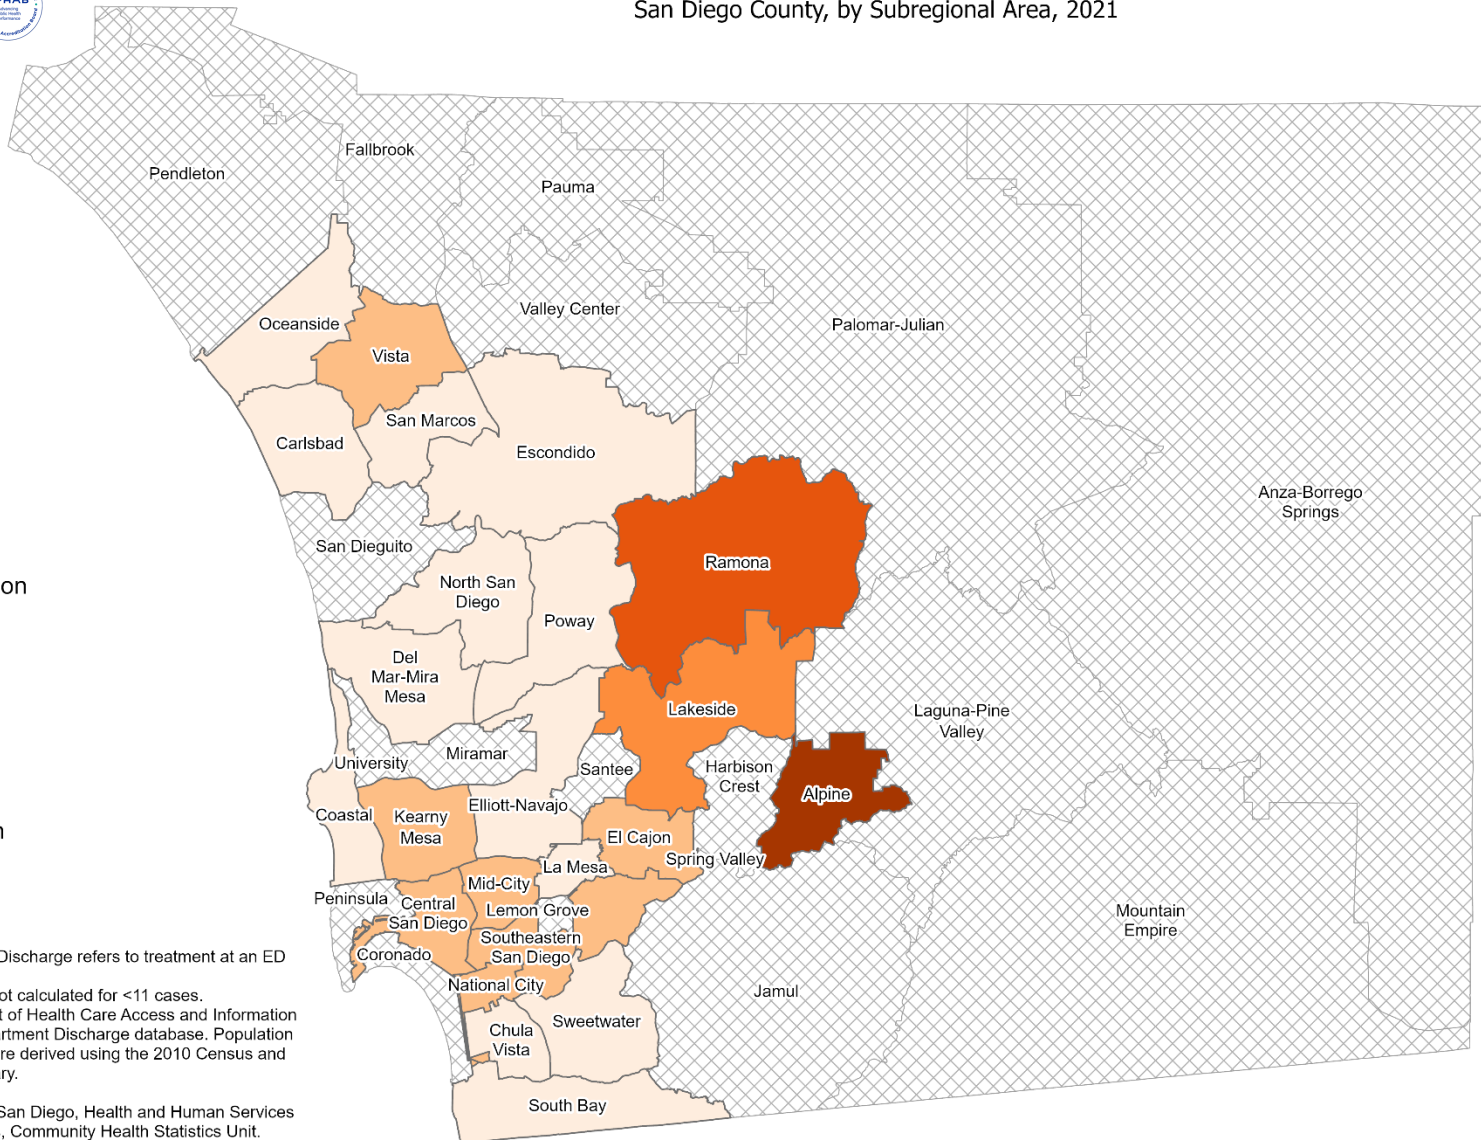 San Diego County, by Subregional Area, 2021
Pendleton
Fallbrook
Pauma
Valley Center
Palomar-Julian
Oceanside
Vista
San Marcos
Carlsbad
Escondido
Anza-Borrego
Springs
San Dieguito
Ramona
North San
Diego
Poway
Del
Mar-Mira
Mesa
Lakeside
Laguna-Pine
Valley
University
Miramar
Santee
Harbison
Crest
Alpine
Coastal
Kearny
Mesa
Elliott-Navajo
El Cajon
La Mesa
Spring Valley
Mid-City
Peninsula
Central
San Diego
Lemon Grove
Mountain
Empire
Southeastern
San Diego
Coronado
National City
Jamul
Sweetwater
Chula
Vista
South Bay
on
Discharge refers to treatment at an ED
ot calculated for <11 cases.
t of Health Care Access and Information
artment Discharge database. Population
re derived using the 2010 Census and
ry.
San Diego, Health and Human Services
, Community Health Statistics Unit.